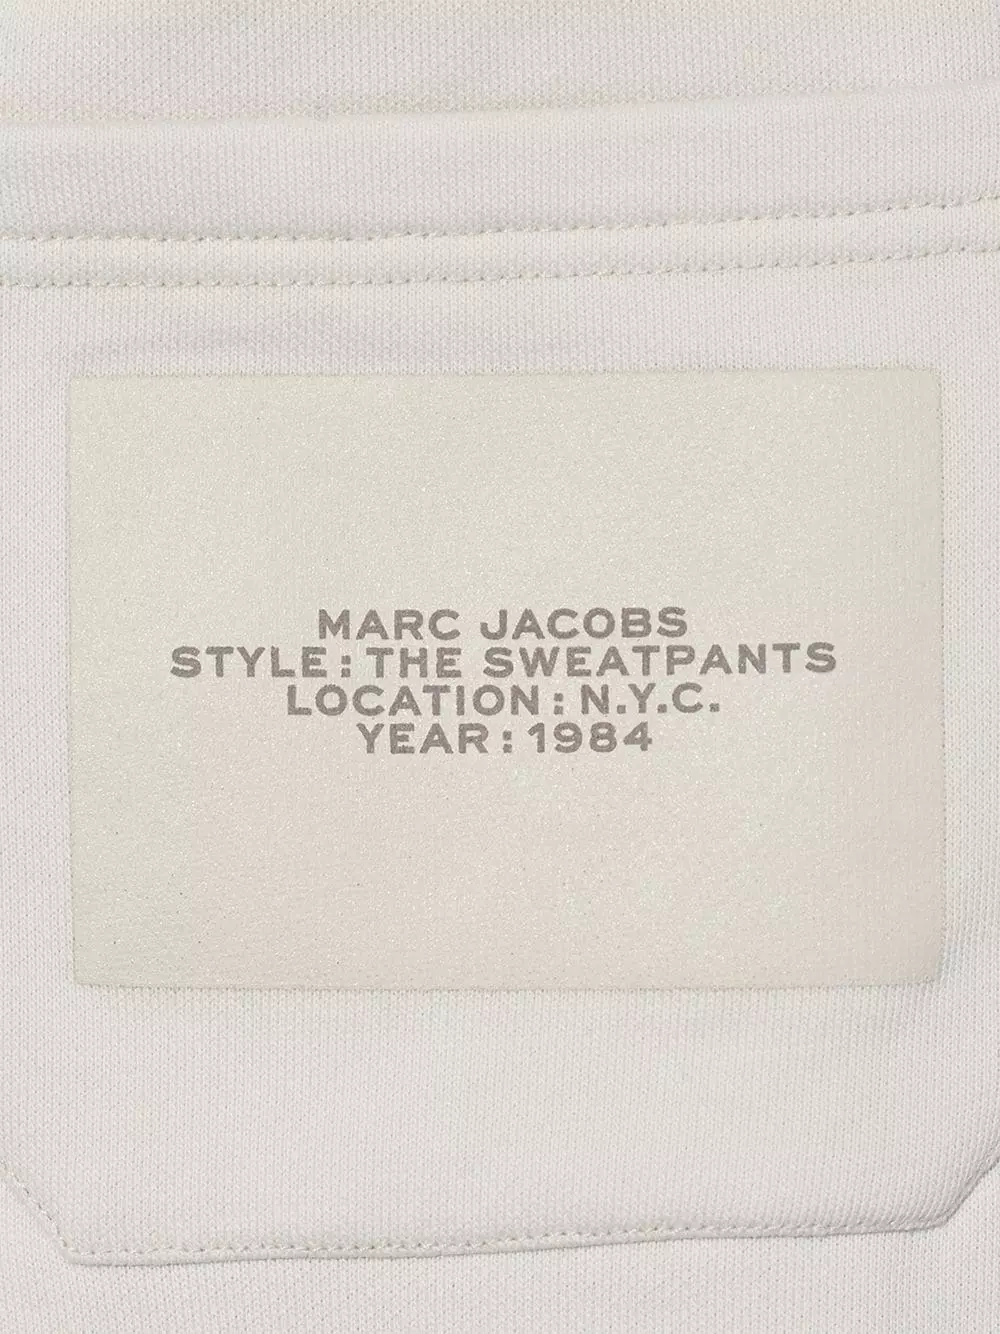 MARC JACOBS
STYLE : THE SWEATPANTS
LOCATION : N.Y.C.
YEAR : 1984